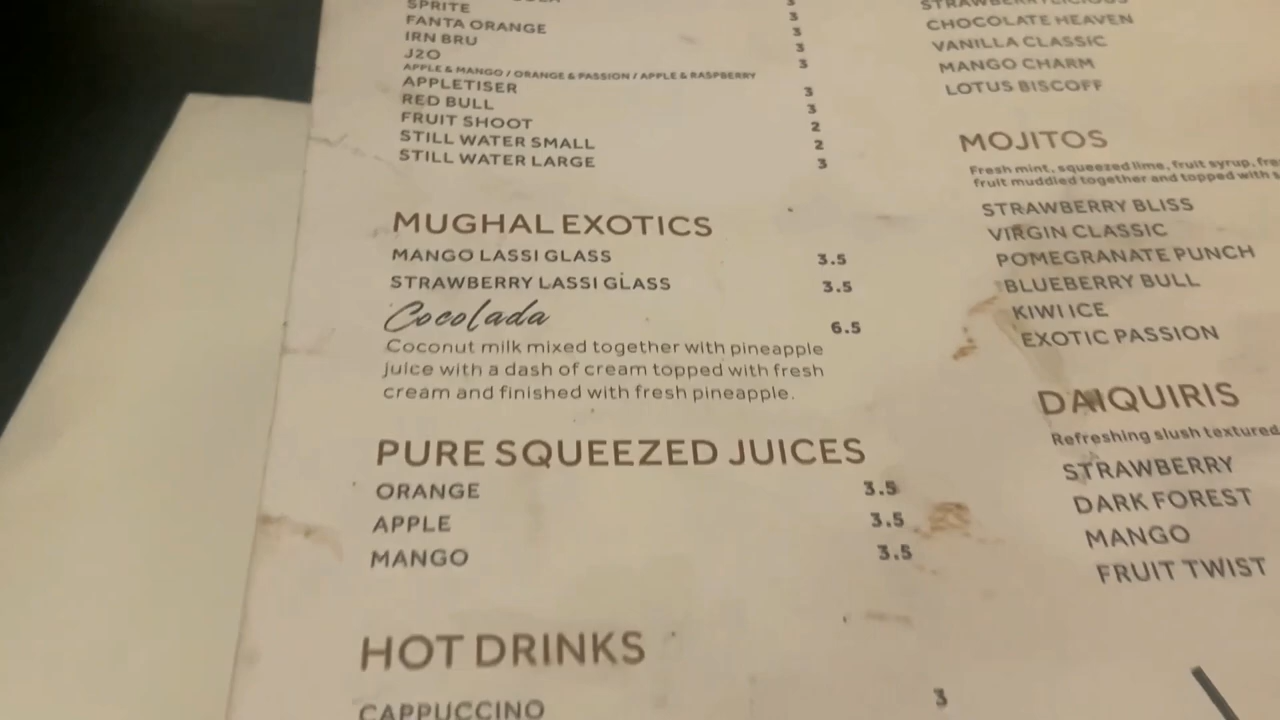 SPRITE 3
FANTA ORANGE 3
IRN BRU 3
J2O 3
APPLE & MANGO / ORANGE & PASSION / APPLE & RASPBERRY
APPLETISER 3
RED BULL 3
FRUIT SHOOT 2
STILL WATER SMALL 2
STILL WATER LARGE 3
MUGHAL EXOTICS
MANGO LASSI GLASS 3.5
STRAWBERRY LASSI GLASS 3.5
Cocolada 6.5
Coconut milk mixed together with pineapple
juice with a dash of cream topped with fresh
cream and finished with fresh pineapple.
PURE SQUEEZED JUICES
ORANGE 3.5
APPLE 3.5
MANGO 3.5
HOT DRINKS
CAPPUCCINO 3
CHOCOLATE HEAVEN
VANILLA CLASSIC
MANGO CHARM
LOTUS BISCOFF
MOJITOS
Fresh mint, squeezed lime, fruit syrup,
fruit muddled together and topped with
STRAWBERRY BLISS
VIRGIN CLASSIC
POMEGRANATE PUNCH
BLUEBERRY BULL
KIWI ICE
EXOTIC PASSION
DAIQUIRIS
Refreshing slush textured
STRAWBERRY
DARK FOREST
MANGO
FRUIT TWIST